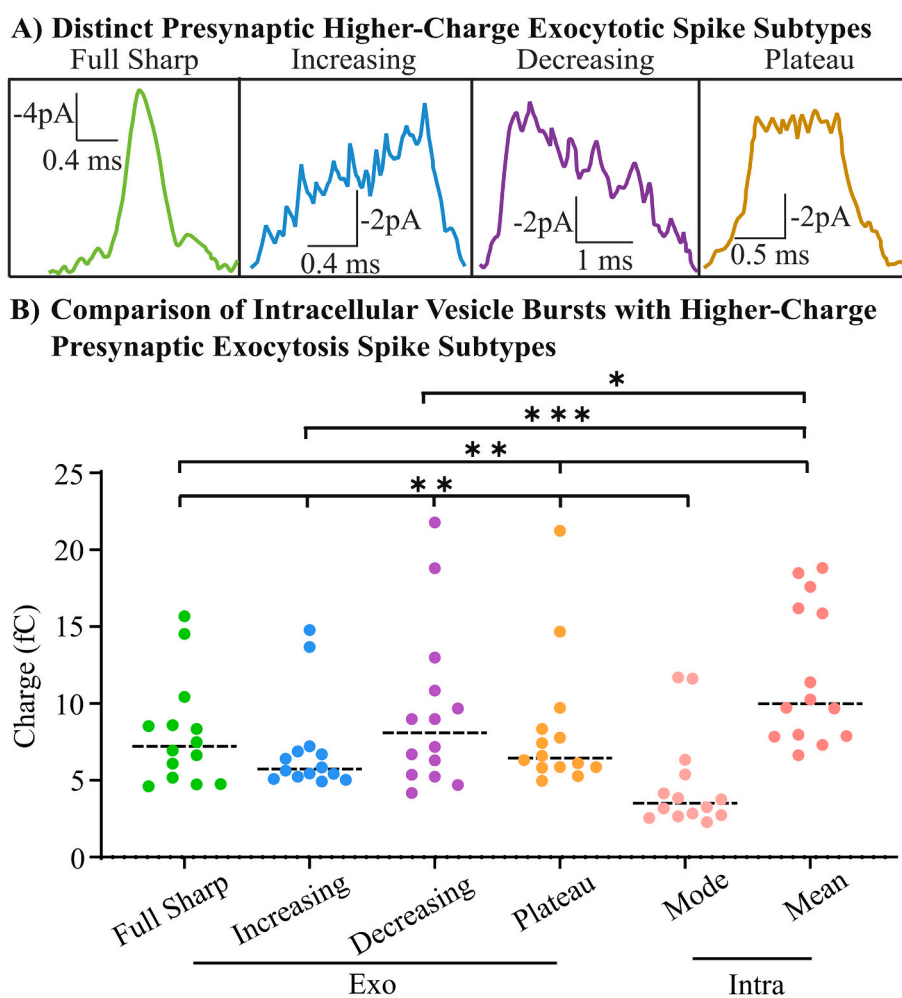 A) Distinct Presynaptic Higher-Charge Exocytotic Spike Subtypes
Full Sharp Increasing Decreasing Plateau
-4pA
0.4 ms
-2pA
0.4 ms
-2pA
1 ms
-2pA
0.5 ms
B) Comparison of Intracellular Vesicle Bursts with Higher-Charge
Presynaptic Exocytosis Spike Subtypes
*
***
**
**
Charge (fC)
25
20
15
10
5
0
Full Sharp
Increasing
Decreasing
Plateau
Mode
Mean
Exo
Intra